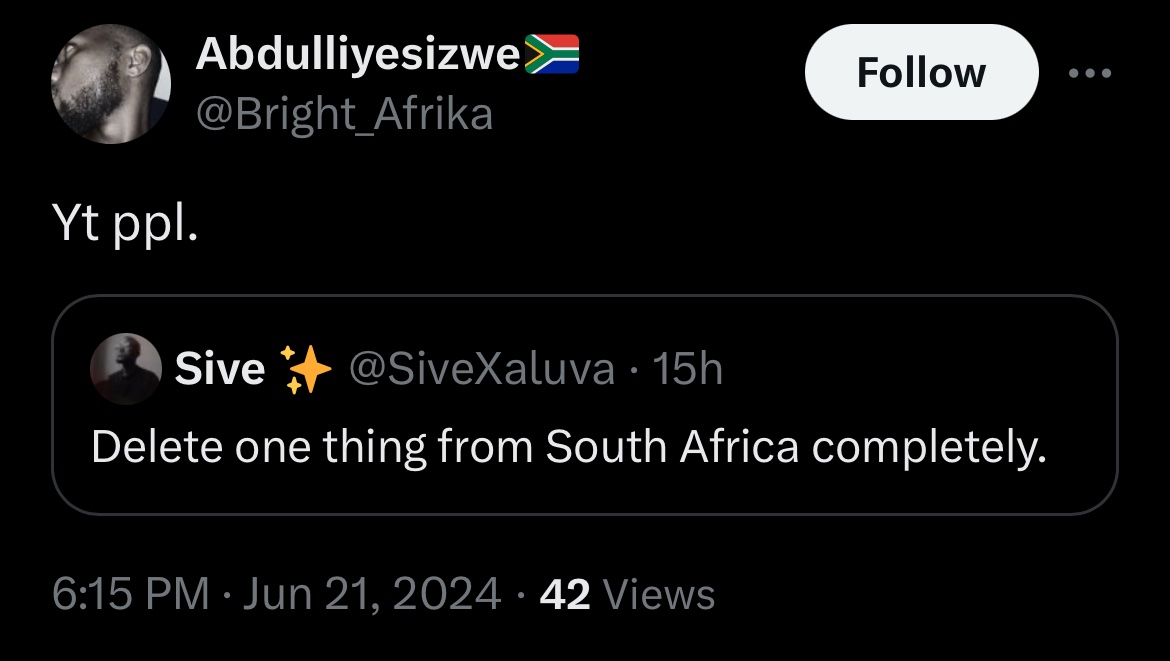 Abdulliyesizwe🇿🇦
@Bright_Afrika
Follow
Yt ppl.
Sive ✨ @SiveXaluva · 15h
Delete one thing from South Africa completely.
6:15 PM · Jun 21, 2024 · 42 Views